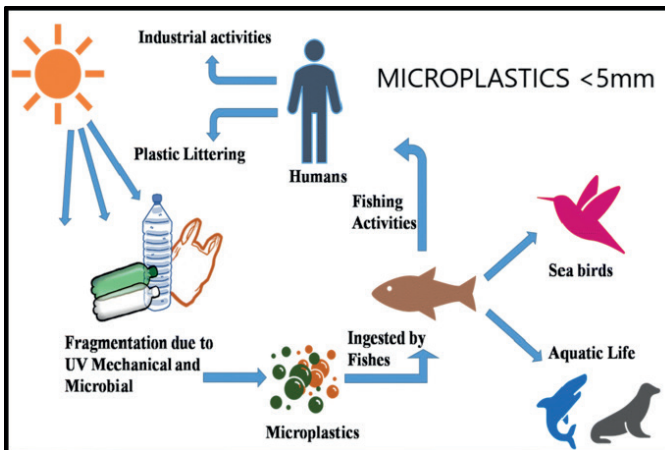 Industrial activities
MICROPLASTICS <5mm
Plastic Littering
Humans
Fishing
Activities
Sea birds
Fragmentation due to
UV Mechanical and
Microbial
Ingested by
Fishes
Aquatic Life
Microplastics